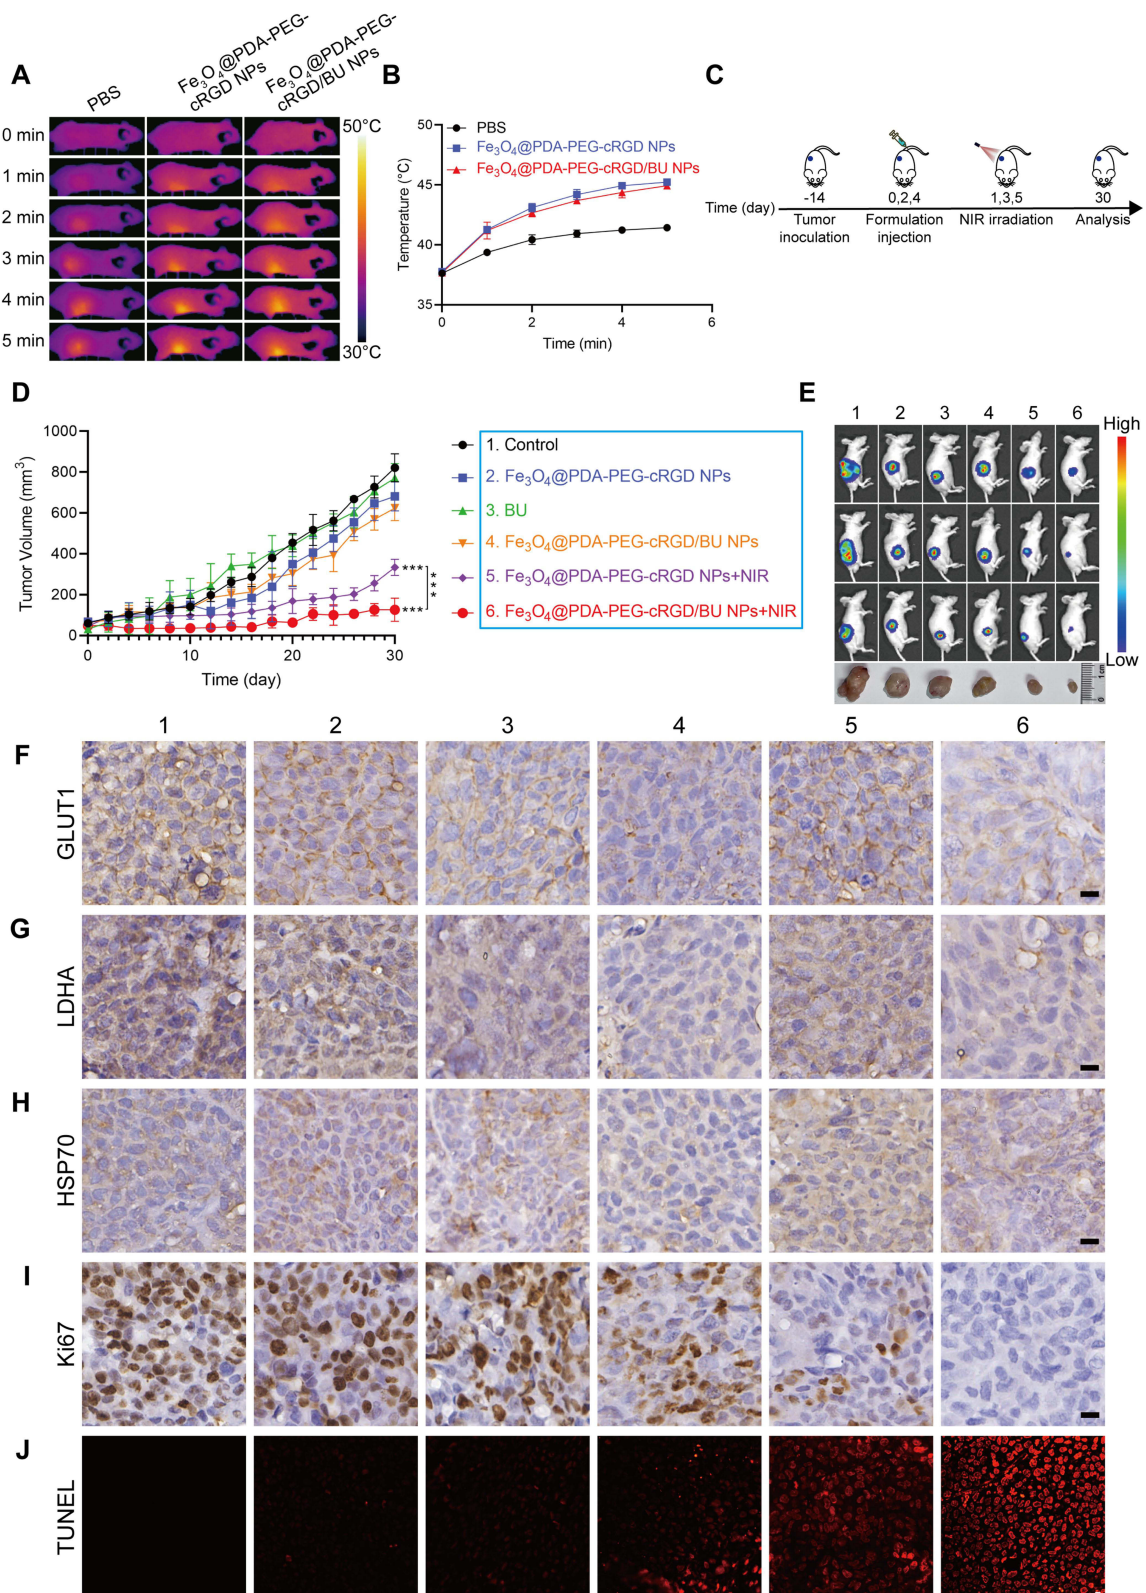 A
PBS
Fe3O4@PDA-PEG-
cRGD NPs
Fe3O4@PDA-PEG-
cRGD/BU NPs
0 min
1 min
2 min
3 min
4 min
5 min
50°C
30°C
B
Temperature (°C)
50
45
40
35
0
2
4
6
Time (min)
PBS
Fe3O4@PDA-PEG-cRGD NPs
Fe3O4@PDA-PEG-cRGD/BU NPs
C
Time (day)
-14
0,2,4
1,3,5
30
Tumor
inoculation
Formulation
injection
NIR irradiation
Analysis
D
Tumor Volume (mm3)
1000
800
600
400
200
0
0
10
20
30
Time (day)
***
***
***
1. Control
2. Fe3O4@PDA-PEG-cRGD NPs
3. BU
4. Fe3O4@PDA-PEG-cRGD/BU NPs
5. Fe3O4@PDA-PEG-cRGD NPs+NIR
6. Fe3O4@PDA-PEG-cRGD/BU NPs+NIR
E
1 2 3 4 5 6
High
Low
1 cm
0
1 2 3 4 5 6
F
GLUT1
G
LDHA
H
HSP70
I
Ki67
J
TUNEL